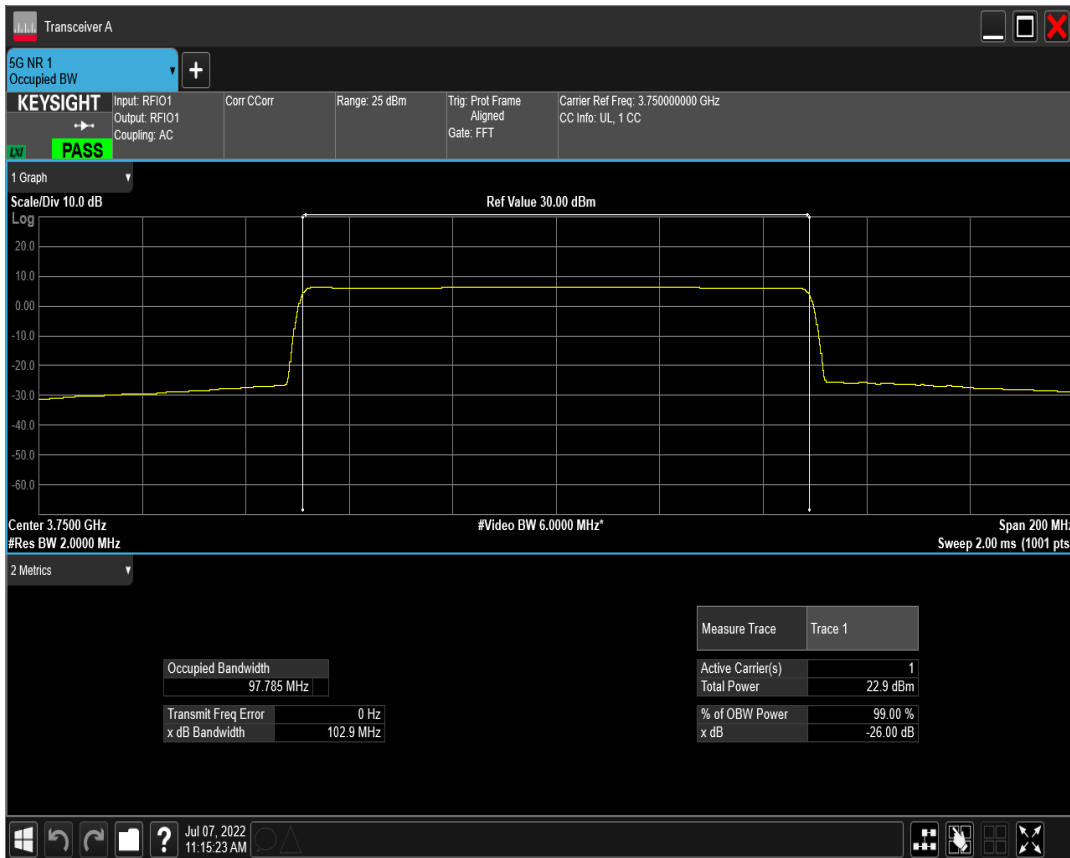 Transceiver A
5G NR 1
Occupied BW
+
KEYSIGHT
LXI
PASS
Input: RFIO1
Output: RFIO1
Coupling: AC
Corr CCorr
Range: 25 dBm
Trig: Prot Frame
Aligned
Gate: FFT
Carrier Ref Freq: 3.750000000 GHz
CC Info: UL, 1 CC
1 Graph
Scale/Div 10.0 dB
Ref Value 30.00 dBm
Log
20.0
10.0
0.00
-10.0
-20.0
-30.0
-40.0
-50.0
-60.0
Center 3.7500 GHz
#Video BW 6.0000 MHz*
Span 200 MHz
#Res BW 2.0000 MHz
Sweep 2.00 ms (1001 pts
2 Metrics
Measure Trace Trace 1
Occupied Bandwidth
97.785 MHz
Active Carrier(s) 1
Total Power 22.9 dBm
Transmit Freq Error 0 Hz
x dB Bandwidth 102.9 MHz
% of OBW Power 99.00 %
x dB -26.00 dB
?
Jul 07, 2022
11:15:23 AM